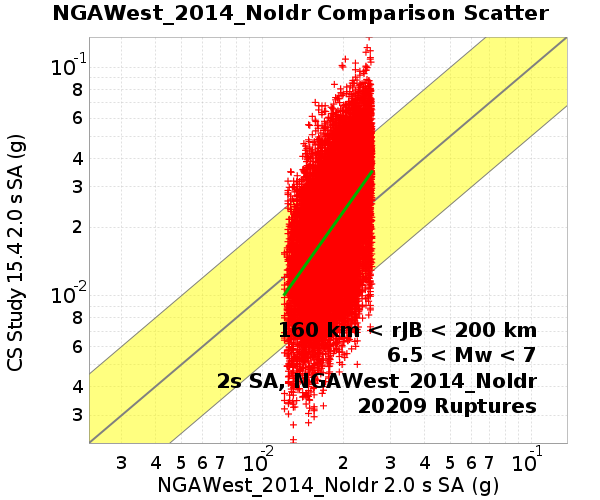 NGAWest_2014_NoIdr Comparison Scatter
10-1
8
6
4
3
2
10-2
8
6
4
3
CS Study 15.4 2.0 s SA (g)
160 km < rJB < 200 km
6.5 < Mw < 7
2s SA, NGAWest_2014_NoIdr
20209 Ruptures
3 4 5 6 7 10-2 2 3 4 5 6 7 10-1
NGAWest_2014_NoIdr 2.0 s SA (g)